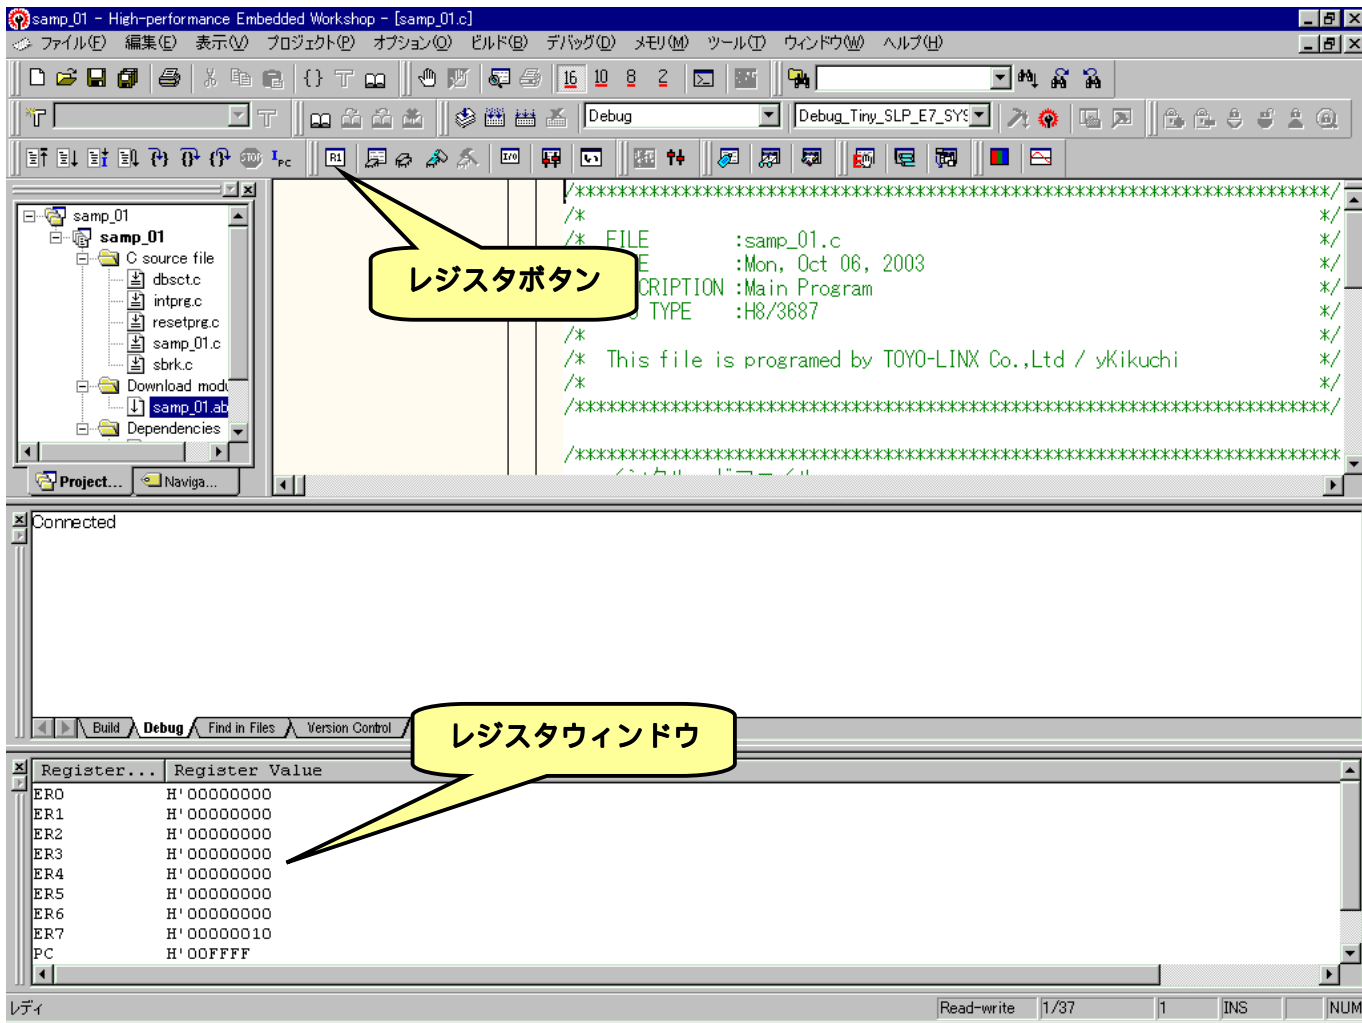 samp_01 - High-performance Embedded Workshop - [samp_01.c]
ファイル(F) 編集(E) 表示(V) プロジェクト(P) オプション(O) ビルド(B) デバッグ(D) メモリ(M) ツール(T) ウィンドウ(W) ヘルプ(H)
16 10 8 2
Debug
Debug_Tiny_SLP_E7_SYS
STOP
I PC
R1
I/O
レジスタボタン
samp_01
samp_01
C source file
dbsct.c
intprg.c
resetprg.c
samp_01.c
sbrk.c
Download modu
samp_01.ab
Dependencies
Project...
Naviga...
/***************************************************************************/
/* */
/* FILE :samp_01.c */
E :Mon, Oct 06, 2003 */
CRIPTION :Main Program */
TYPE :H8/3687 */
/* */
/* This file is programed by TOYO-LINX Co.,Ltd / yKikuchi */
/* */
/***************************************************************************/
/****************************************************************************
Connected
Build Debug Find in Files Version Control
レジスタウィンドウ
Register... Register Value
ER0 H'00000000
ER1 H'00000000
ER2 H'00000000
ER3 H'00000000
ER4 H'00000000
ER5 H'00000000
ER6 H'00000000
ER7 H'00000010
PC H'00FFFF
レディ Read-write 1/37 1 INS NUM